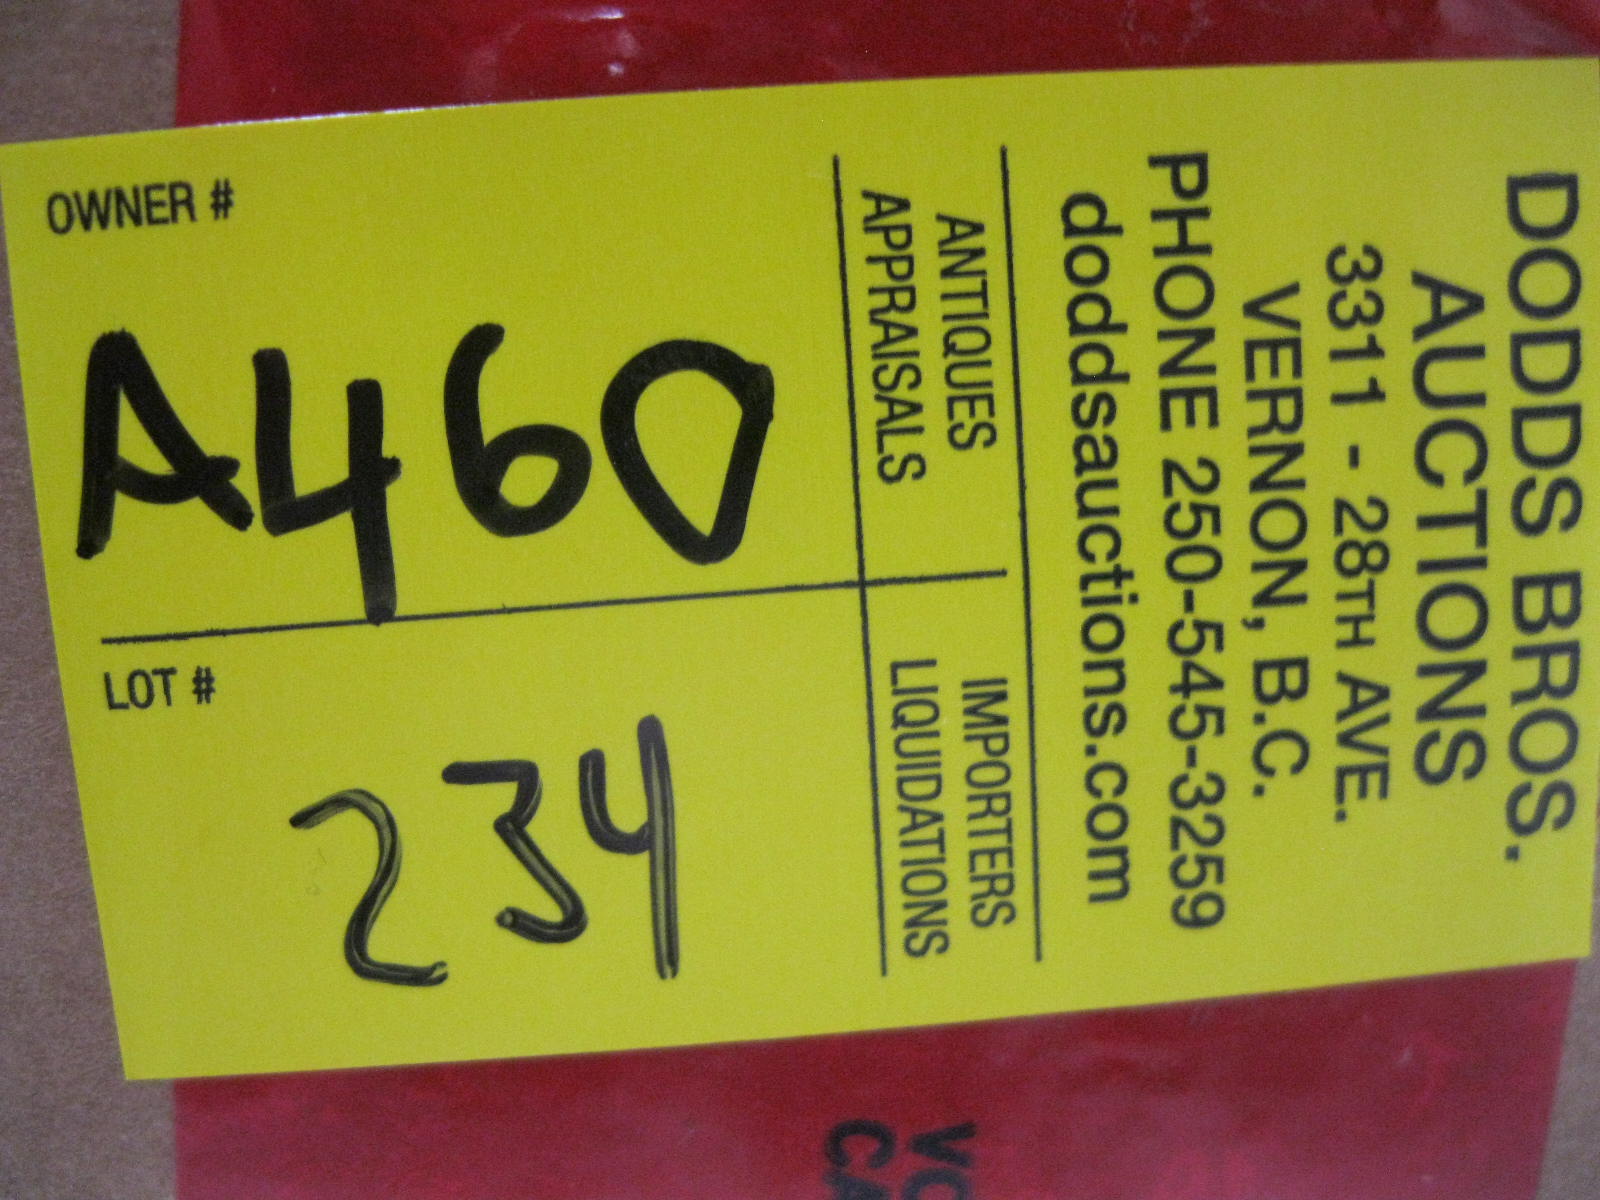 DODDS BROS.
AUCTIONS
3311 - 28TH AVE.
VERNON, B.C.
PHONE 250-545-3259
doddsauctions.com
ANTIQUES
APPRAISALS
IMPORTERS
LIQUIDATIONS
OWNER #
A460
LOT #
234